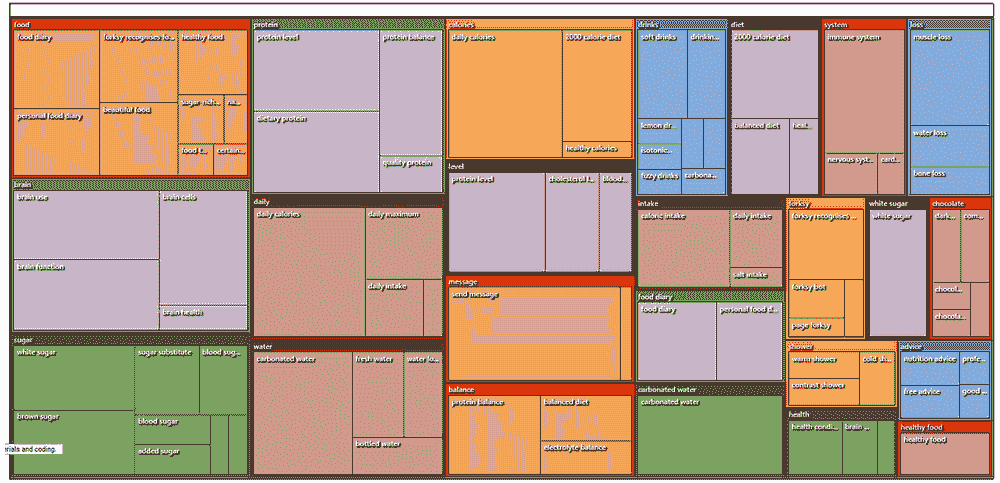 food
food diary
forksy recognises fo...
healthy food
personal food diary
beautiful food
sugar-rich...
na...
food f...
certain...
brain
brain use
brain cells
brain function
brain health
sugar
white sugar
sugar substitute
blood sug...
brown sugar
blood sugar
added sugar
erials and coding.
protein
protein level
protein balance
dietary protein
quality protein
daily
daily calories
daily maximum
daily intake
water
carbonated water
fresh water
water lo...
bottled water
calories
daily calories
2000 calorie diet
healthy calories
level
protein level
cholesterol l...
blood...
message
send message
balance
protein balance
balanced diet
electrolyte balance
drinks
soft drinks
drinkin...
lemon dr...
isotonic...
fizzy drinks
carbona...
diet
2000 calorie diet
balanced diet
heal...
system
immune system
nervous syst...
card...
loss
muscle loss
water loss
bone loss
intake
caloric intake
daily intake
salt intake
food diary
food diary
personal food d...
carbonated water
carbonated water
forksy
forksy recognises ...
forksy bot
page forksy
white sugar
white sugar
chocolate
dark...
com...
chocol...
chocola...
shower
warm shower
cold sh...
contrast shower
advice
nutrition advice
profe...
free advice
good ...
health
health condi...
brain ...
healthy food
healthy food